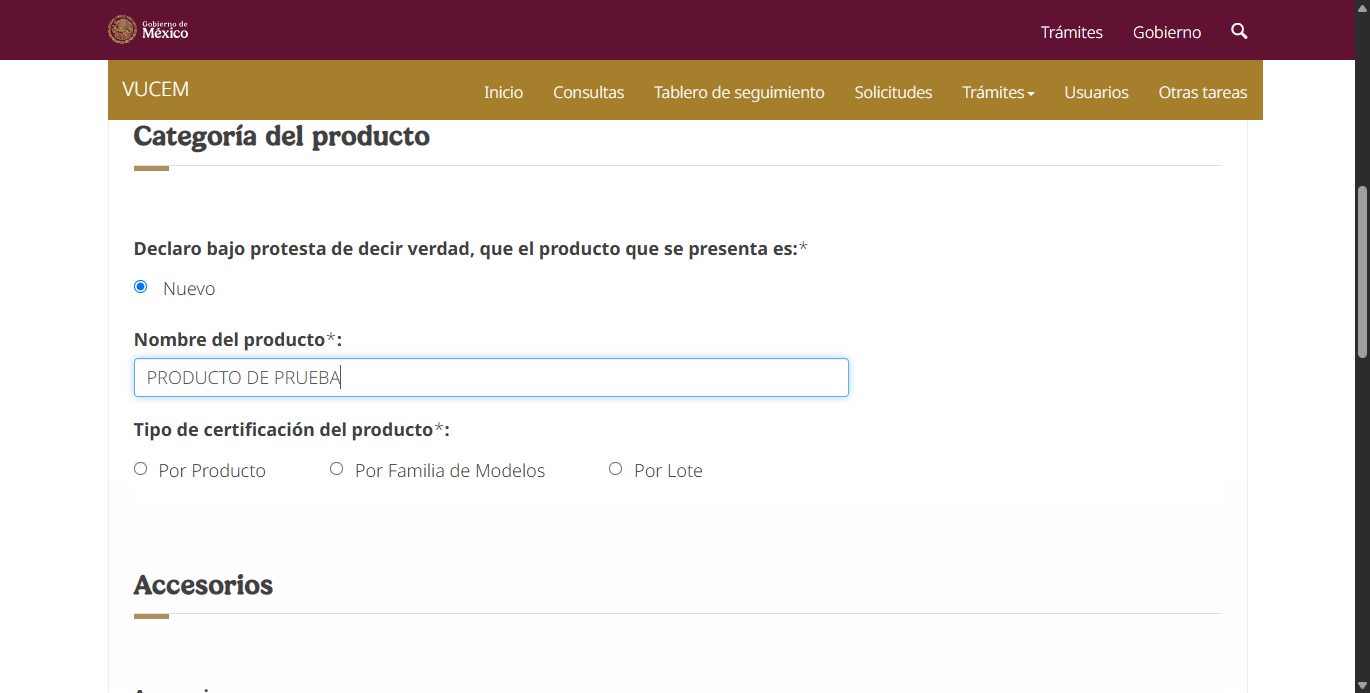 Gobierno de
México
Trámites Gobierno
VUCEM
Inicio Consultas Tablero de seguimiento Solicitudes Trámites Usuarios Otras tareas
Categoría del producto
Declaro bajo protesta de decir verdad, que el producto que se presenta es:*
Nuevo
Nombre del producto*:
PRODUCTO DE PRUEBA
Tipo de certificación del producto*:
Por Producto Por Familia de Modelos Por Lote
Accesorios